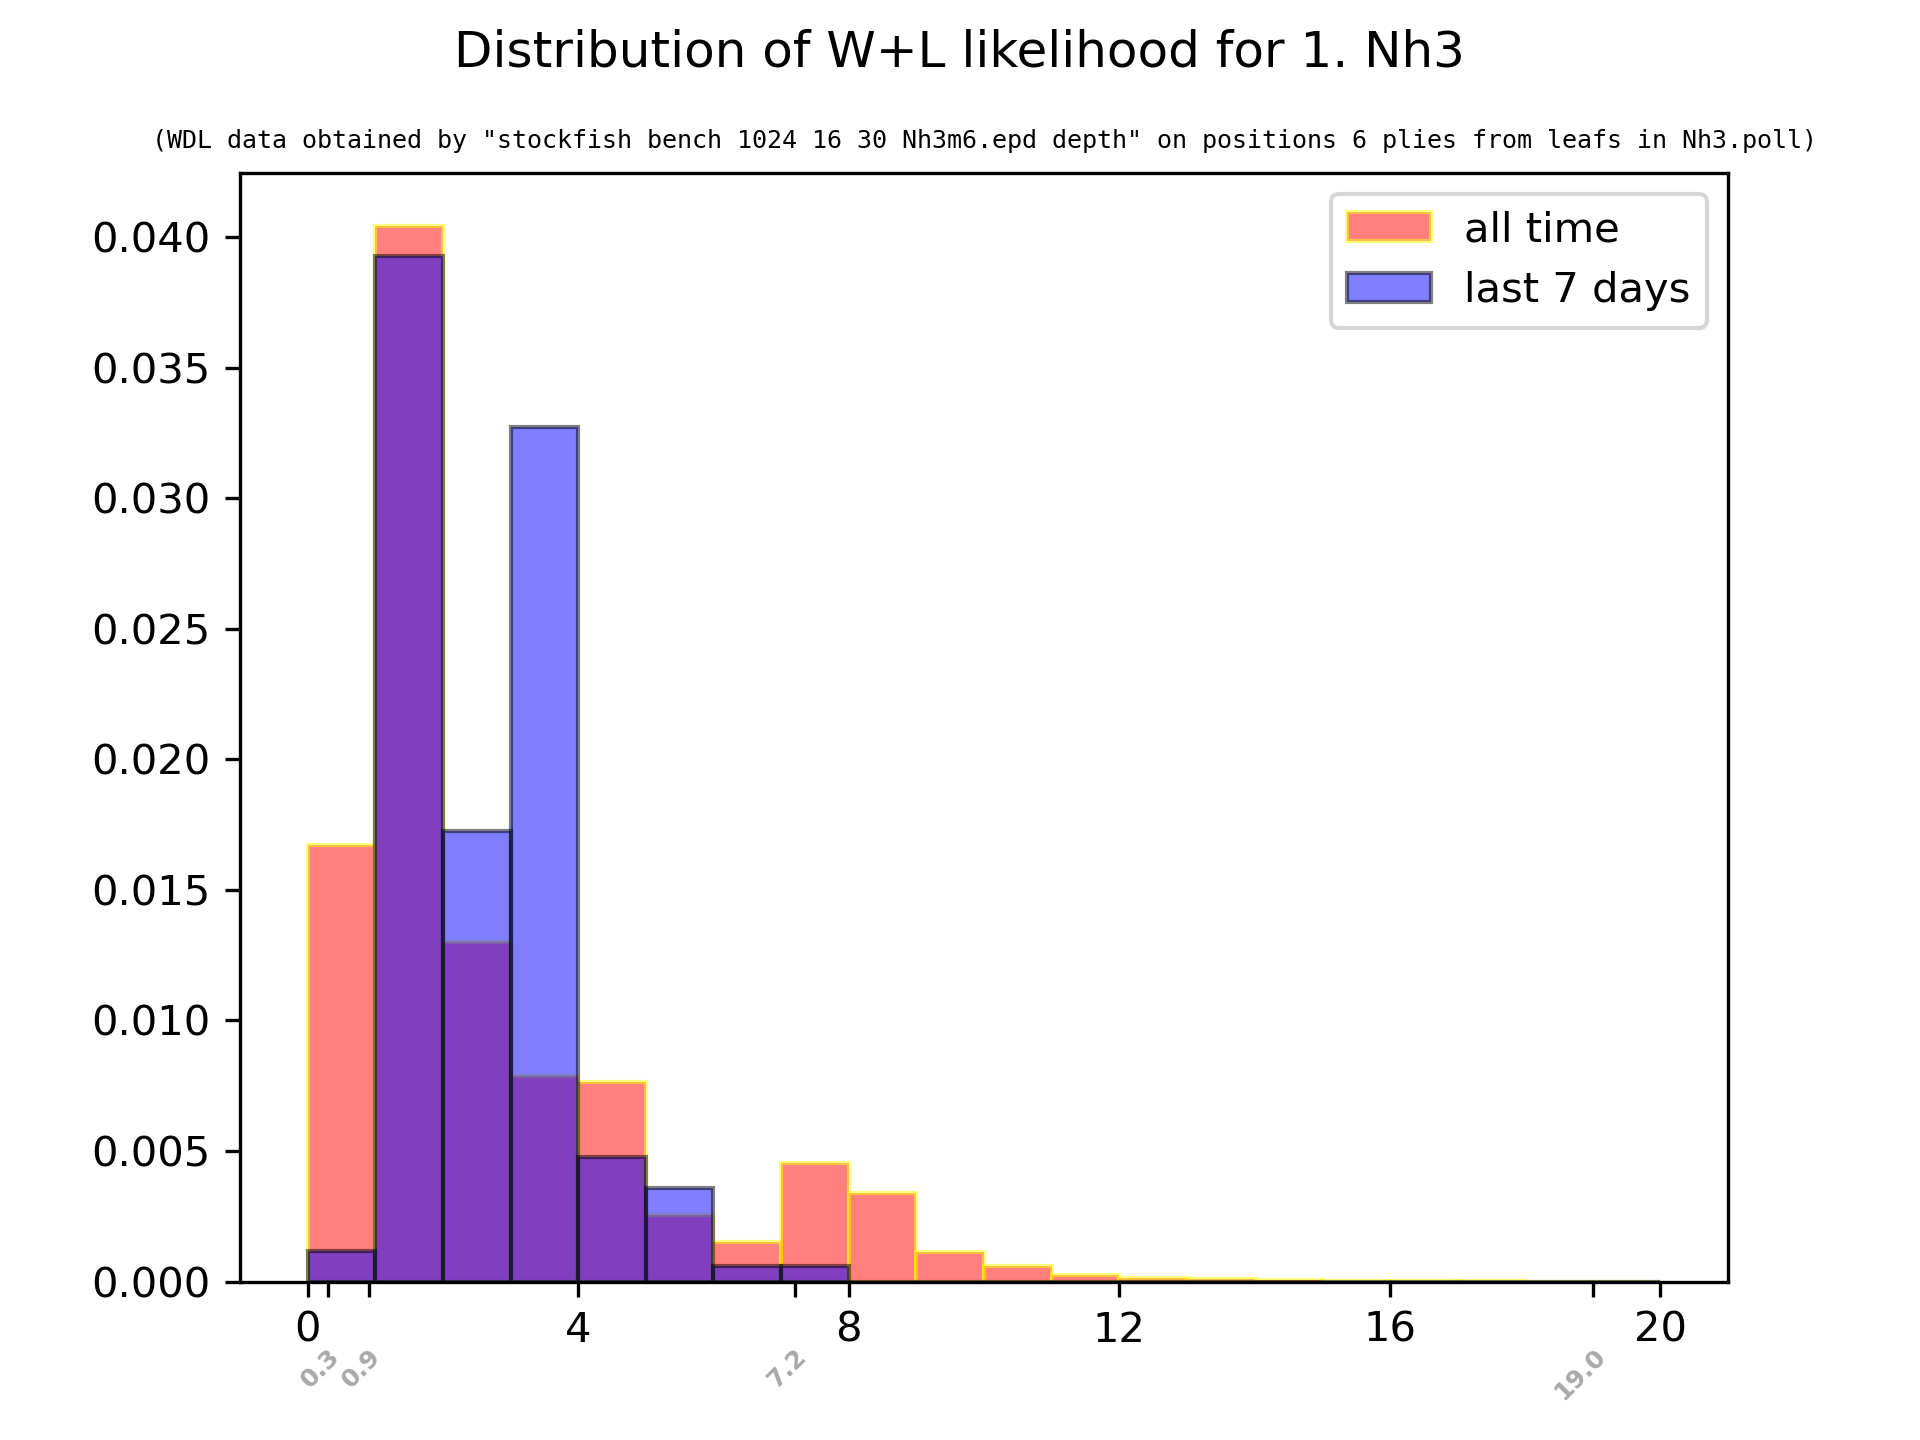 Distribution of W+L likelihood for 1. Nh3
(WDL data obtained by "stockfish bench 1024 16 30 Nh3m6.epd depth" on positions 6 plies from leafs in Nh3.poll)
all time
last 7 days
0.040
0.035
0.030
0.025
0.020
0.015
0.010
0.005
0.000
0 4 8 12 16 20
0.3 0.9 7.2 19.0